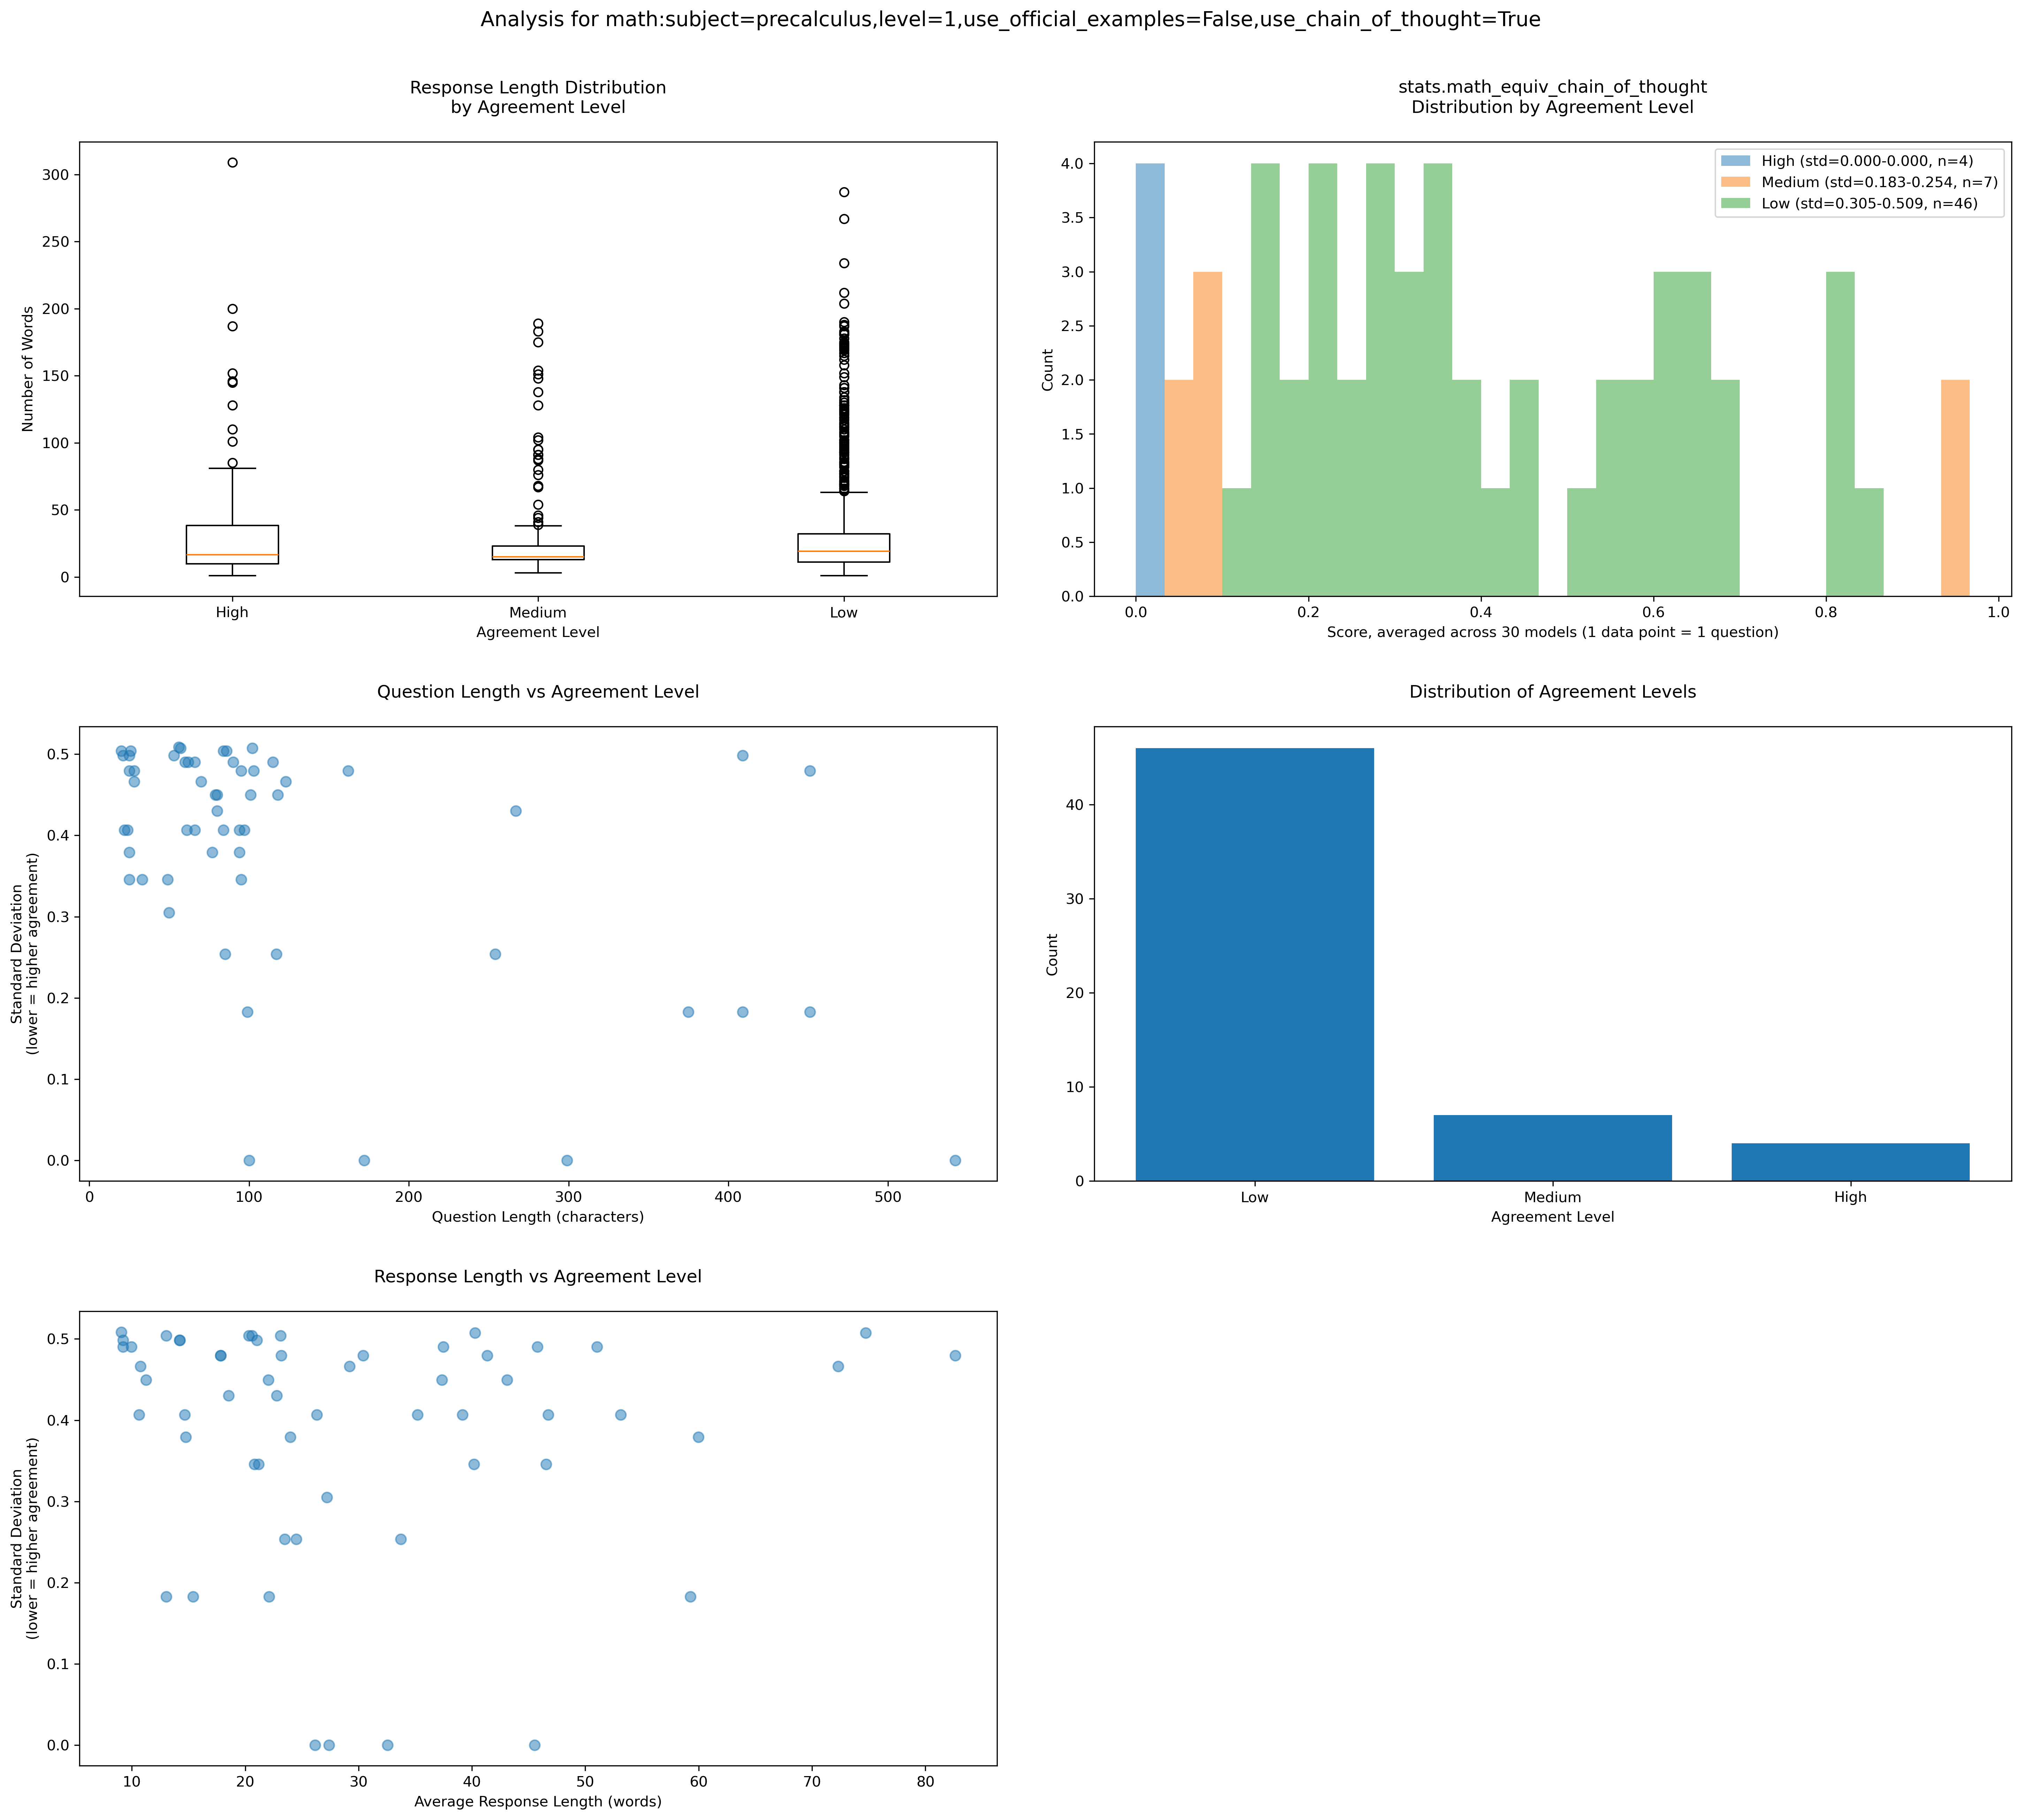 Analysis for math:subject=precalculus,level=1,use_official_examples=False,use_chain_of_thought=True
Response Length Distribution
by Agreement Level
300
250
200
150
100
50
0
Number of Words
High
Medium
Low
Agreement Level
stats.math_equiv_chain_of_thought
Distribution by Agreement Level
High (std=0.000-0.000, n=4)
Medium (std=0.183-0.254, n=7)
Low (std=0.305-0.509, n=46)
4.0
3.5
3.0
2.5
2.0
1.5
1.0
0.5
0.0
Count
0.0
0.2
0.4
0.6
0.8
1.0
Score, averaged across 30 models (1 data point = 1 question)
Question Length vs Agreement Level
0.5
0.4
0.3
0.2
0.1
0.0
Standard Deviation
(lower = higher agreement)
0
100
200
300
400
500
Question Length (characters)
Distribution of Agreement Levels
40
30
20
10
0
Count
Low
Medium
High
Agreement Level
Response Length vs Agreement Level
0.5
0.4
0.3
0.2
0.1
0.0
Standard Deviation
(lower = higher agreement)
10
20
30
40
50
60
70
80
Average Response Length (words)